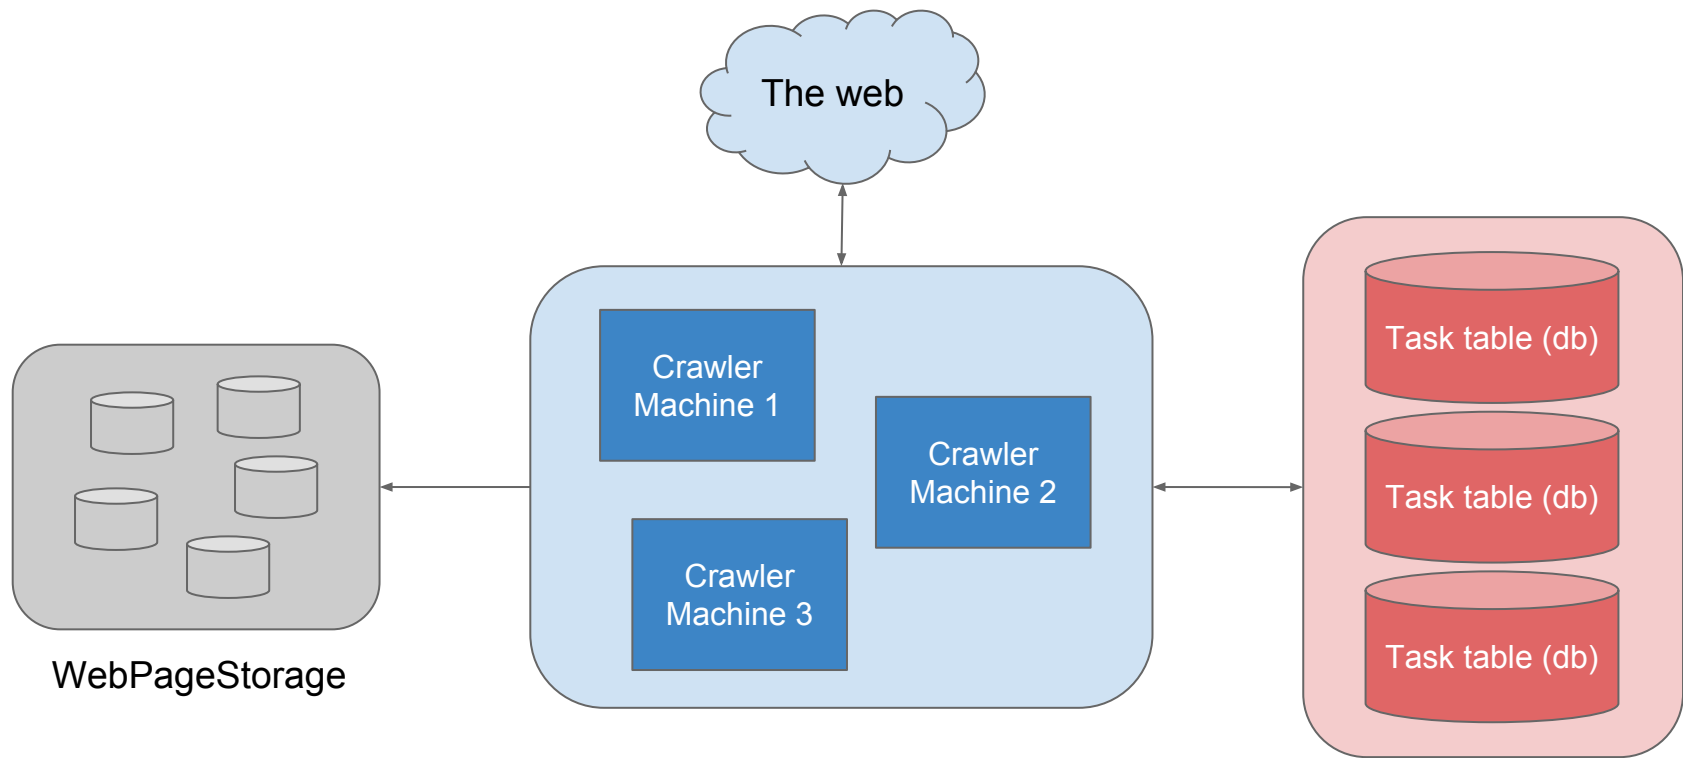 The web
Crawler
Machine 1
Crawler
Machine 2
Crawler
Machine 3
Task table (db)
Task table (db)
Task table (db)
WebPageStorage